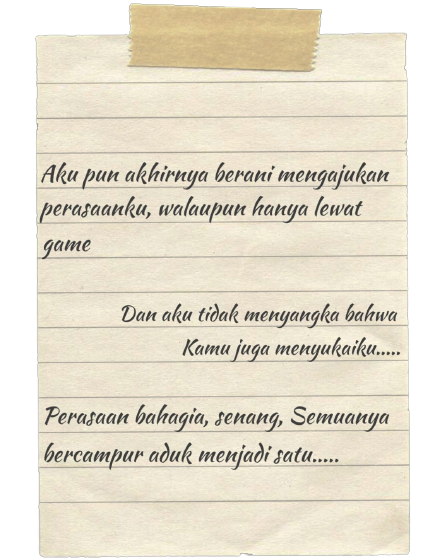 Aku pun akhirnya berani mengajukan
perasaanku, walaupun hanya lewat
game
Dan aku tidak menyangka bahwa
Kamu juga menyukaiku.....
Perasaan bahagia, senang, Semuanya
bercampur aduk menjadi satu.....